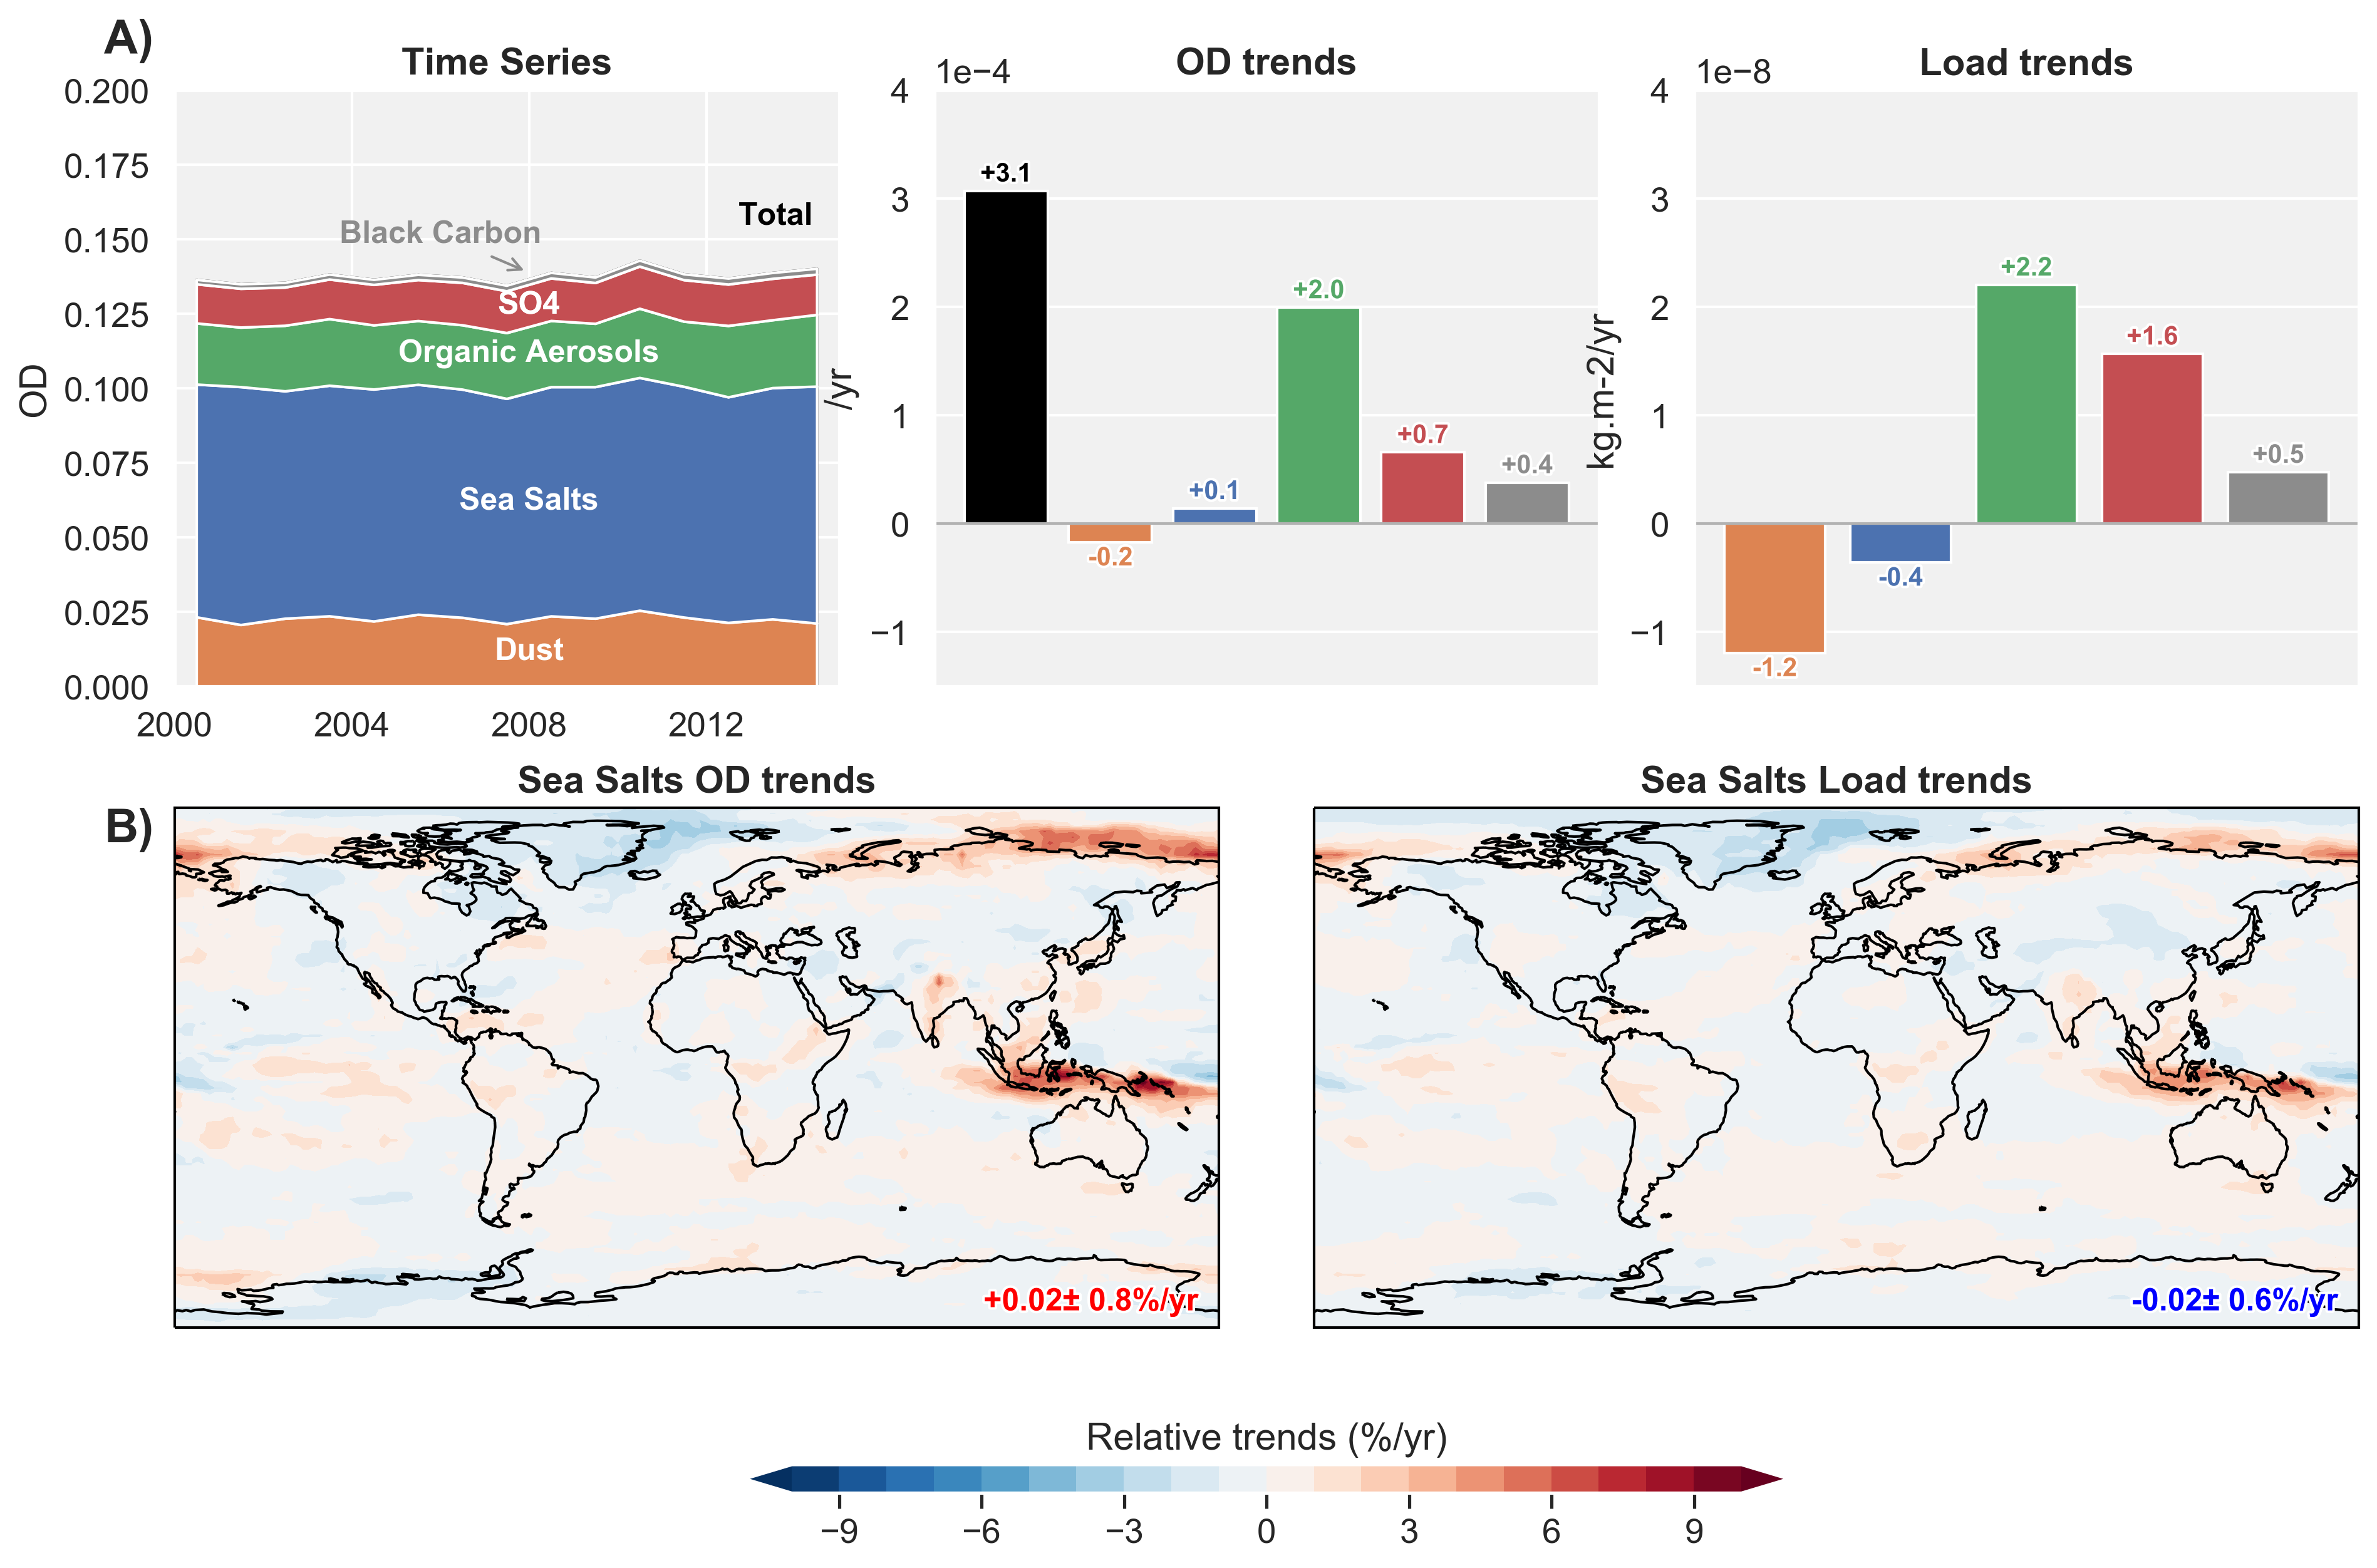 A)
Time Series
OD
0.200
0.175
0.150
0.125
0.100
0.075
0.050
0.025
0.000
2000 2004 2008 2012
Total
Black Carbon
SO4
Organic Aerosols
Sea Salts
Dust
OD trends
1e−4
/yr
4
3
2
1
0
−1
+3.1
-0.2
+0.1
+2.0
+0.7
+0.4
Load trends
1e−8
kg.m-2/yr
4
3
2
1
0
−1
-1.2
-0.4
+2.2
+1.6
+0.5
B)
Sea Salts OD trends
+0.02± 0.8%/yr
Sea Salts Load trends
-0.02± 0.6%/yr
Relative trends (%/yr)
−9 −6 −3 0 3 6 9